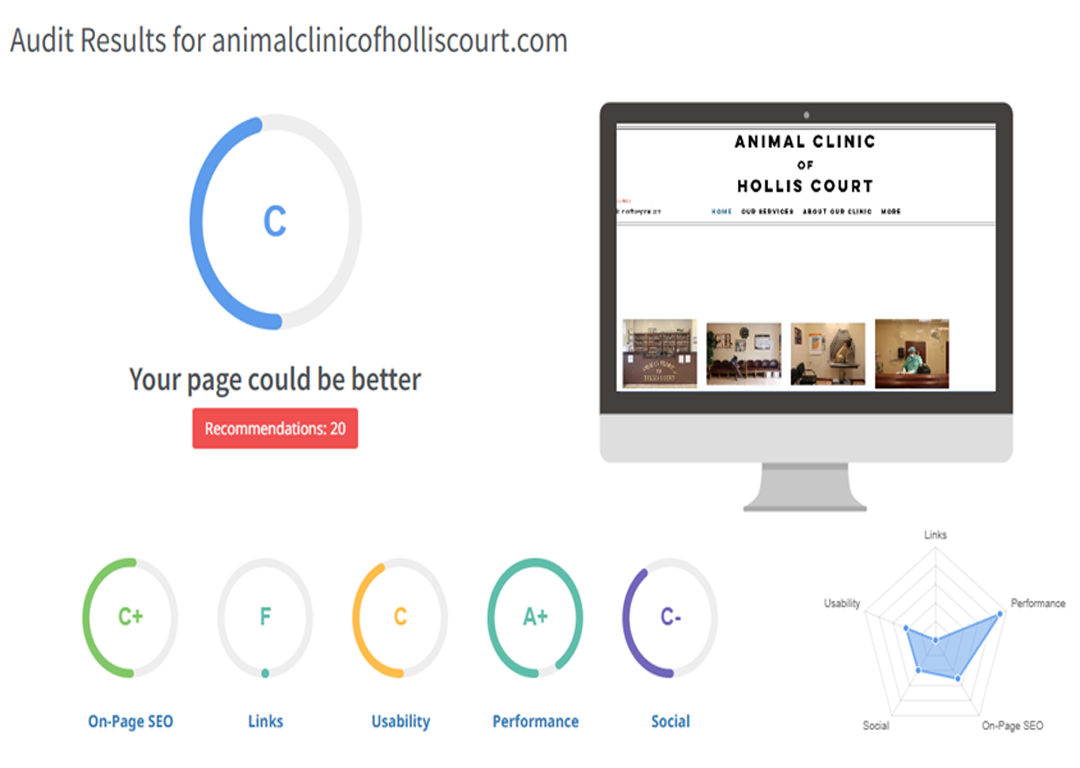 Audit Results for animalclinicofholliscourt.com
C
Your page could be better
Recommendations: 20
ANIMAL CLINIC
OF
HOLLIS COURT
HOME OUR SERVICES ABOUT OUR CLINIC MORE
C+
F
C
A+
C-
On-Page SEO
Links
Usability
Performance
Social
Links
Usability
Performance
Social
On-Page SEO